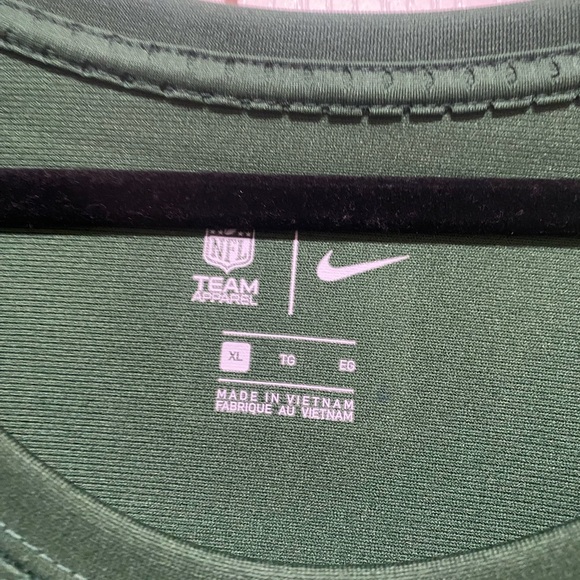 NFL
TEAM
APPAREL
XL TG EG
MADE IN VIETNAM
FABRIQUE AU VIETNAM